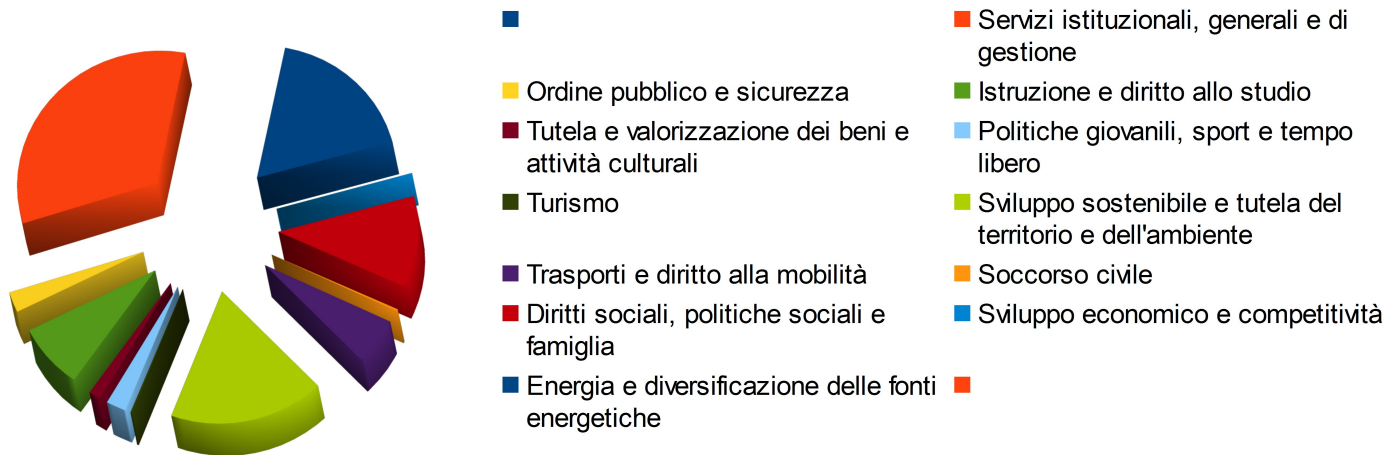 Servizi istituzionali, generali e di
gestione
Ordine pubblico e sicurezza
Istruzione e diritto allo studio
Tutela e valorizzazione dei beni e
attività culturali
Politiche giovanili, sport e tempo
libero
Turismo
Sviluppo sostenibile e tutela del
territorio e dell'ambiente
Trasporti e diritto alla mobilità
Soccorso civile
Diritti sociali, politiche sociali e
famiglia
Sviluppo economico e competitività
Energia e diversificazione delle fonti
energetiche